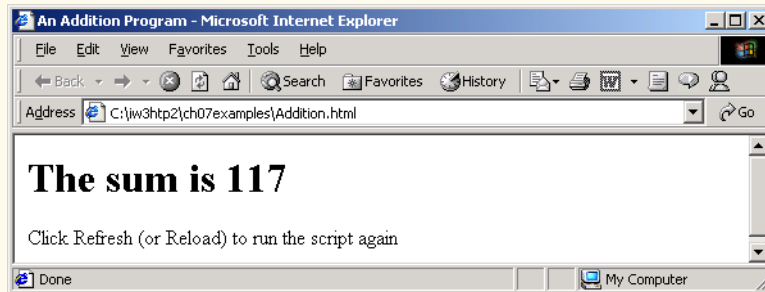 An Addition Program - Microsoft Internet Explorer
File Edit View Favorites Tools Help
Back Search Favorites History
Address C:\iw3htp2\ch07examples\Addition.html Go
The sum is 117
Click Refresh (or Reload) to run the script again
Done My Computer